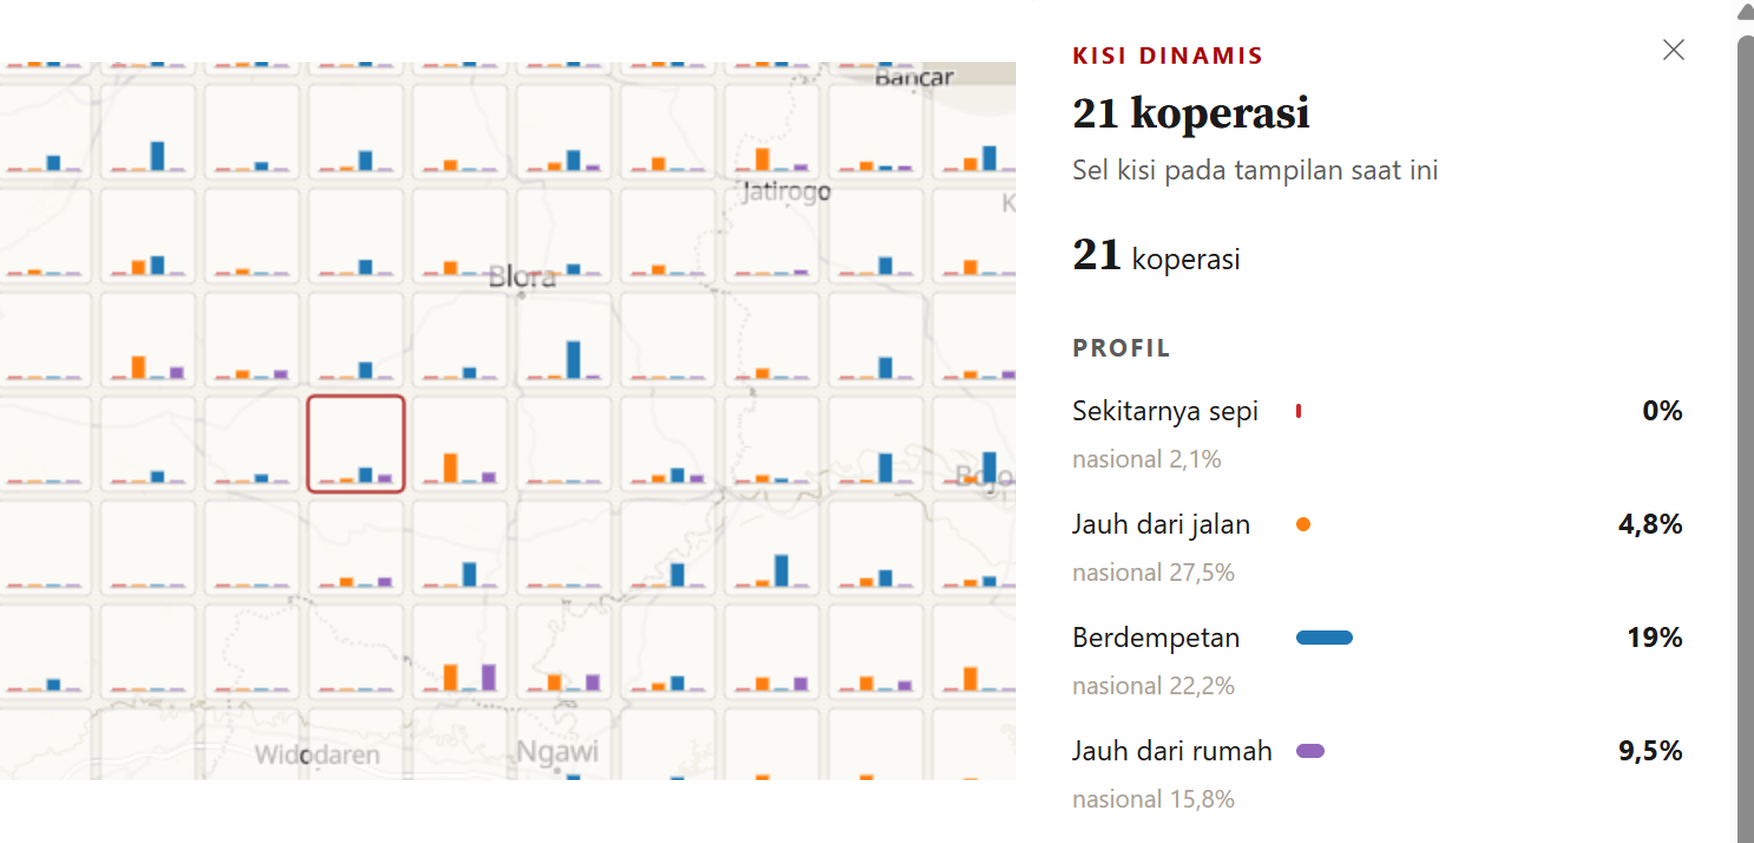 Bancar
Jatirogo
K
Blora
Bojo
Widodaren
Ngawi
KISI DINAMIS
21 koperasi
Sel kisi pada tampilan saat ini
21 koperasi
PROFIL
Sekitarnya sepi 0%
nasional 2,1%
Jauh dari jalan 4,8%
nasional 27,5%
Berdempetan 19%
nasional 22,2%
Jauh dari rumah 9,5%
nasional 15,8%